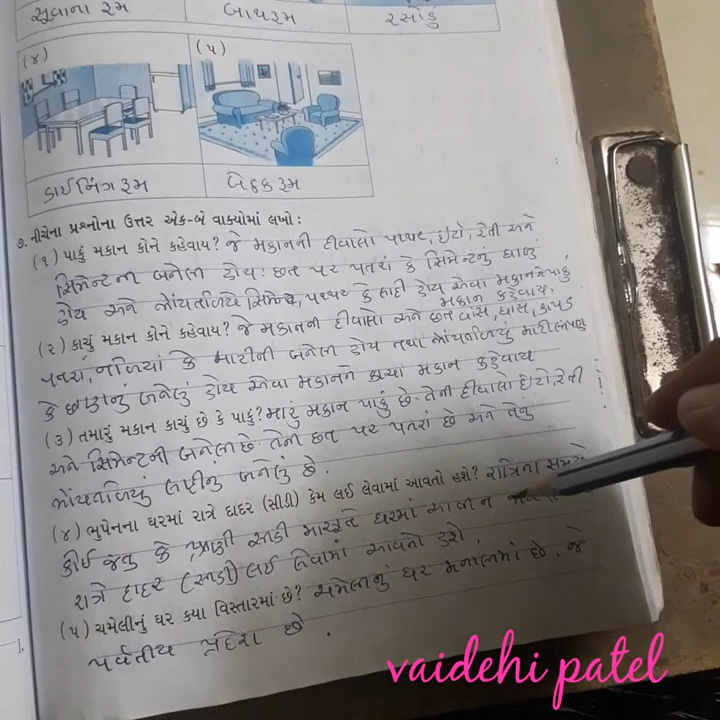 સૂવાના રૂમ
બાથરૂમ
રસોડું
(૪)
(૫)
ડાઈનિંગ રૂમ
બેઠક રૂમ
૭. નીચેના પ્રશ્નોના ઉત્તર એક-બે વાક્યોમાં લખો :
(૧) પાકું મકાન કોને કહેવાય? જે મકાનની દીવાલો પથ્થર, ઈંટો, રેતી અને
સિમેન્ટની બનેલ હોય. છત પર પતરાં કે સિમેન્ટનું ધાબું
હોય અને ભોંયતળિયે સિમેન્ટ, પથ્થર કે લાદી હોય એવા મકાનને પાકું
મકાન કહેવાય.
(૨) કાચું મકાન કોને કહેવાય? જે મકાનની દીવાલો અને છત વાંસ, ઘાસ, કાપડ
પતરા, નળિયાં કે માટીની બનેલ હોય તથા ભોંયતળિયું માટી
કે છાણનું બનેલું હોય એવા મકાનને કાચા મકાન કહેવાય
(૩) તમારું મકાન કાચું છે કે પાકું? મારું મકાન પાકું છે. તેની દીવાલો ઈંટો, રેતી
અને સિમેન્ટની બનેલ છે. તેની છત પર પતરાં છે અને તેનું
ભોંયતળિયું લાદીનું બનેલું છે.
(૪) ભુપેનના ઘરમાં રાત્રે દાદર (સીડી) કેમ લઈ લેવામાં આવતો હશે? રાત્રિના સમયે
કોઈ જંતુ કે પ્રાણી સીડી મારફતે ઘરમાં આવી ન
રાત્રે દાદર (સીડી) લઈ લેવામાં આવતો હશે.
(૫) ચમેલીનું ઘર કયા વિસ્તારમાં છે? ચમેલીનું ઘર મનાલીમાં છે. જે
પર્વતીય પ્રદેશ છે.
vaidehi patel